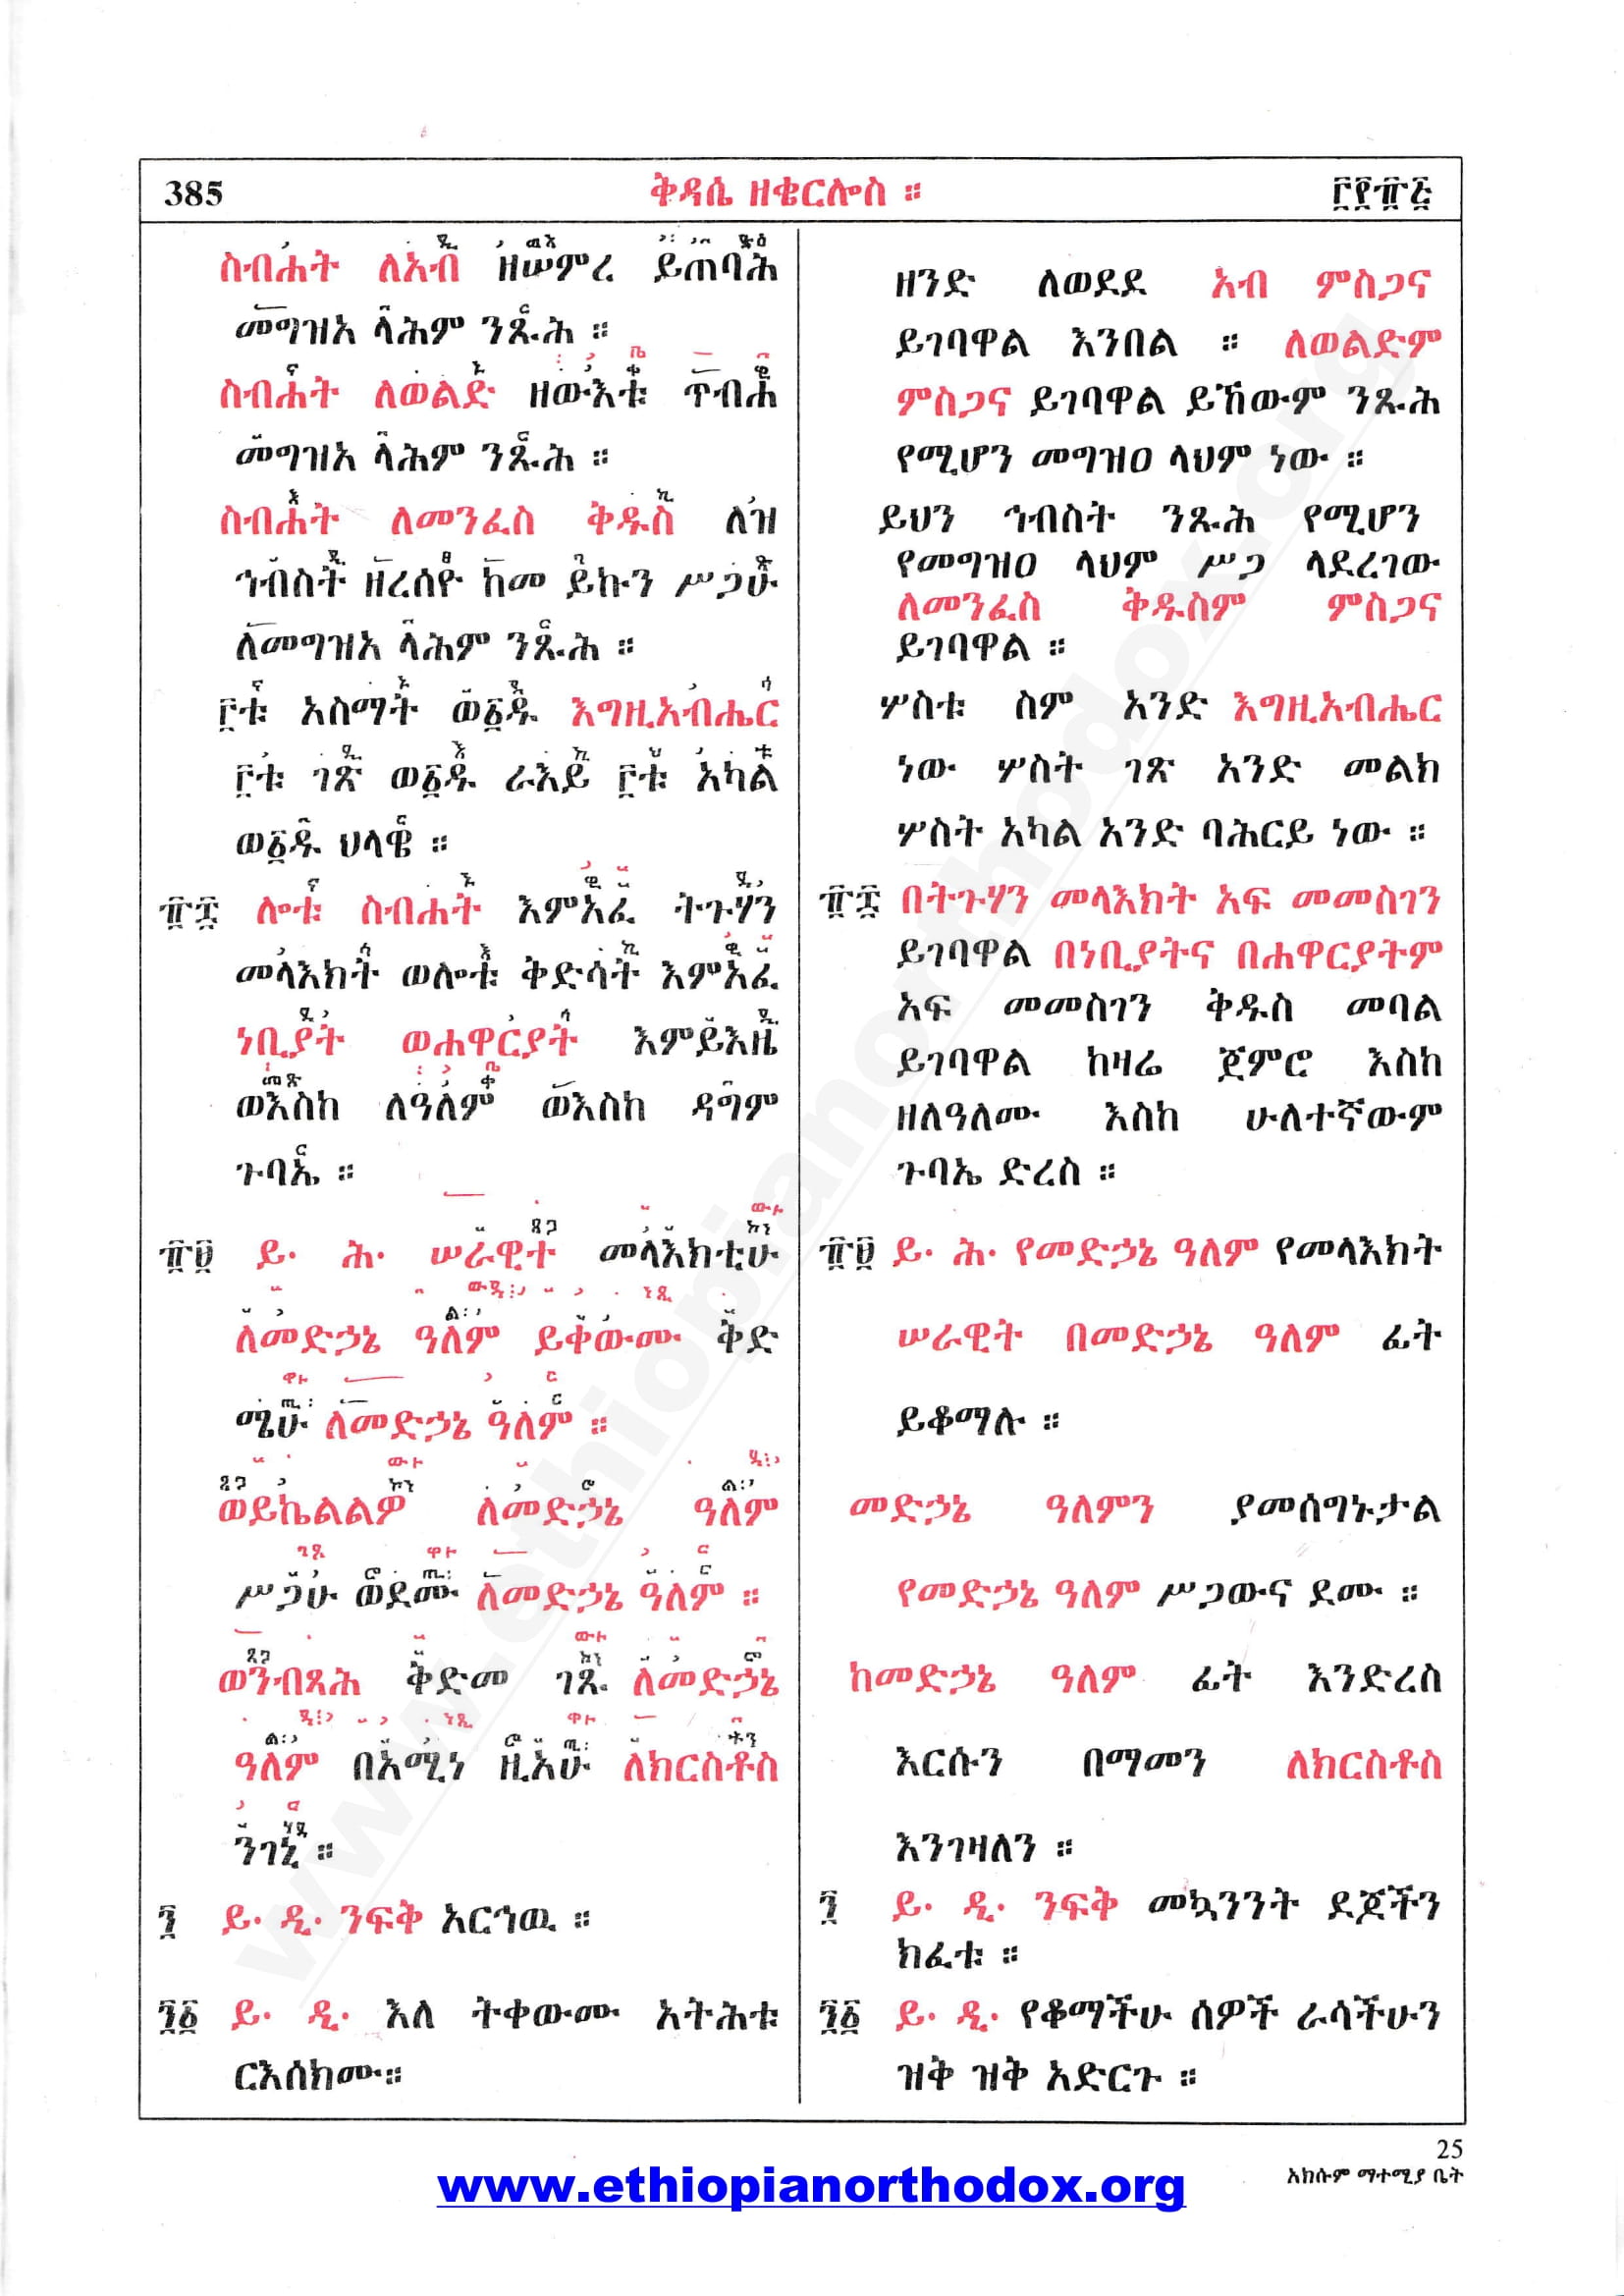 385 ቅዳሴ ዘቄርሎስ ። ፫፻፹፭
ስብሐት ለአብ ዘሠምረ ይጠባሕ
መግዝአ ላሕም ንጹሕ ።
ስብሐት ለወልድ ዘውእቱ ጥብሕ
መግዝአ ላሕም ንጹሕ ።
ስብሐት ለመንፈስ ቅዱስ ለዝ
ኅብስት ዘረሰዮ ከመ ይኩን ሥጋሁ
ለመግዝአ ላሕም ንጹሕ ።
፫ቱ አስማት ወ፩ዱ እግዚአብሔር
፫ቱ ገጽ ወ፩ዱ ራእይ ፫ቱ አካል
ወ፩ዱ ህላዌ ።
፹፰ ሎቱ ስብሐት እምአፈ ትጉሃን
መላእክት ወሎቱ ቅድሳት እምአፈ
ነቢያት ወሐዋርያት እምይእዜ
ወእስከ ለዓለም ወእስከ ዳግም
ጉባኤ ።
፹፱ ይ· ሕ· ሠራዊተ መላእክቲሁ
ለመድኃኔ ዓለም ይቀውሙ ቅድ
ሜሁ ለመድኃኔ ዓለም ።
ወይኬልልዎ ለመድኃኔ ዓለም
ሥጋሁ ወደሙ ለመድኃኔ ዓለም ።
ወንብጻሕ ቅድመ ገጹ ለመድኃኔ
ዓለም በአሚነ ዚአሁ ለክርስቶስ
ንገኒ ።
፺ ይ· ዲ· ንፍቅ አርኅዉ ።
፺፩ ይ· ዲ· እለ ትቀውሙ አትሕቱ
ርእሰክሙ።
ዘንድ ለወደደ አብ ምስጋና
ይገባዋል እንበል ። ለወልድም
ምስጋና ይገባዋል ይኸውም ንጹሕ
የሚሆን መግዝዐ ላህም ነው ።
ይህን ኅብስት ንጹሕ የሚሆን
የመግዝዐ ላህም ሥጋ ላደረገው
ለመንፈስ ቅዱስም ምስጋና
ይገባዋል ።
ሦስቱ ስም አንድ እግዚአብሔር
ነው ሦስት ገጽ አንድ መልክ
ሦስት አካል አንድ ባሕርይ ነው ።
፹፰ በትጉሃን መላእክት አፍ መመስገን
ይገባዋል በነቢያትና በሐዋርያትም
አፍ መመስገን ቅዱስ መባል
ይገባዋል ከዛሬ ጀምሮ እስከ
ዘለዓለሙ እስከ ሁለተኛውም
ጉባኤ ድረስ ።
፹፱ ይ· ሕ· የመድኃኔ ዓለም የመላእክት
ሠራዊት በመድኃኔ ዓለም ፊት
ይቆማሉ ።
መድኃኔ ዓለምን ያመሰግኑታል
የመድኃኔ ዓለም ሥጋውና ደሙ ።
ከመድኃኔ ዓለም ፊት እንድረስ
እርሱን በማመን ለክርስቶስ
እንገዛለን ።
፺ ይ· ዲ· ንፍቅ መኳንንት ደጆችን
ክፈቱ ።
፺፩ ይ· ዲ· የቆማችሁ ሰዎች ራሳችሁን
ዝቅ ዝቅ አድርጉ ።
25
አክሱም ማተሚያ ቤት
www.ethiopianorthodox.org
www.ethiopianorthodox.org